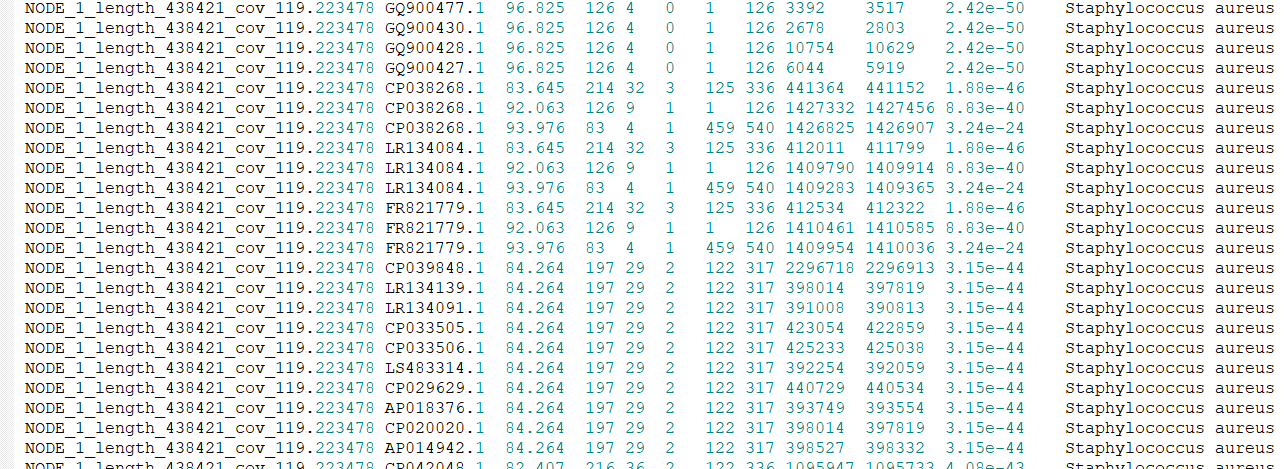 NODE_1_length_438421_cov_119.223478 GQ900477.1 96.825 126 4 0 1 126 3392 3517 2.42e-50 Staphylococcus aureus
NODE_1_length_438421_cov_119.223478 GQ900430.1 96.825 126 4 0 1 126 2678 2803 2.42e-50 Staphylococcus aureus
NODE_1_length_438421_cov_119.223478 GQ900428.1 96.825 126 4 0 1 126 10754 10629 2.42e-50 Staphylococcus aureus
NODE_1_length_438421_cov_119.223478 GQ900427.1 96.825 126 4 0 1 126 6044 5919 2.42e-50 Staphylococcus aureus
NODE_1_length_438421_cov_119.223478 CP038268.1 83.645 214 32 3 125 336 441364 441152 1.88e-46 Staphylococcus aureus
NODE_1_length_438421_cov_119.223478 CP038268.1 92.063 126 9 1 1 126 1427332 1427456 8.83e-40 Staphylococcus aureus
NODE_1_length_438421_cov_119.223478 CP038268.1 93.976 83 4 1 459 540 1426825 1426907 3.24e-24 Staphylococcus aureus
NODE_1_length_438421_cov_119.223478 LR134084.1 83.645 214 32 3 125 336 412011 411799 1.88e-46 Staphylococcus aureus
NODE_1_length_438421_cov_119.223478 LR134084.1 92.063 126 9 1 1 126 1409790 1409914 8.83e-40 Staphylococcus aureus
NODE_1_length_438421_cov_119.223478 LR134084.1 93.976 83 4 1 459 540 1409283 1409365 3.24e-24 Staphylococcus aureus
NODE_1_length_438421_cov_119.223478 FR821779.1 83.645 214 32 3 125 336 412534 412322 1.88e-46 Staphylococcus aureus
NODE_1_length_438421_cov_119.223478 FR821779.1 92.063 126 9 1 1 126 1410461 1410585 8.83e-40 Staphylococcus aureus
NODE_1_length_438421_cov_119.223478 FR821779.1 93.976 83 4 1 459 540 1409954 1410036 3.24e-24 Staphylococcus aureus
NODE_1_length_438421_cov_119.223478 CP039848.1 84.264 197 29 2 122 317 2296718 2296913 3.15e-44 Staphylococcus aureus
NODE_1_length_438421_cov_119.223478 LR134139.1 84.264 197 29 2 122 317 398014 397819 3.15e-44 Staphylococcus aureus
NODE_1_length_438421_cov_119.223478 LR134091.1 84.264 197 29 2 122 317 391008 390813 3.15e-44 Staphylococcus aureus
NODE_1_length_438421_cov_119.223478 CP033505.1 84.264 197 29 2 122 317 423054 422859 3.15e-44 Staphylococcus aureus
NODE_1_length_438421_cov_119.223478 CP033506.1 84.264 197 29 2 122 317 425233 425038 3.15e-44 Staphylococcus aureus
NODE_1_length_438421_cov_119.223478 LS483314.1 84.264 197 29 2 122 317 392254 392059 3.15e-44 Staphylococcus aureus
NODE_1_length_438421_cov_119.223478 CP029629.1 84.264 197 29 2 122 317 440729 440534 3.15e-44 Staphylococcus aureus
NODE_1_length_438421_cov_119.223478 AP018376.1 84.264 197 29 2 122 317 393749 393554 3.15e-44 Staphylococcus aureus
NODE_1_length_438421_cov_119.223478 CP020020.1 84.264 197 29 2 122 317 398014 397819 3.15e-44 Staphylococcus aureus
NODE_1_length_438421_cov_119.223478 AP014942.1 84.264 197 29 2 122 317 398527 398332 3.15e-44 Staphylococcus aureus
NODE_1_length_438421_cov_119.223478 CP042048.1 82.407 216 36 2 122 336 1095947 1095733 4.08e-43 Staphylococcus aureus